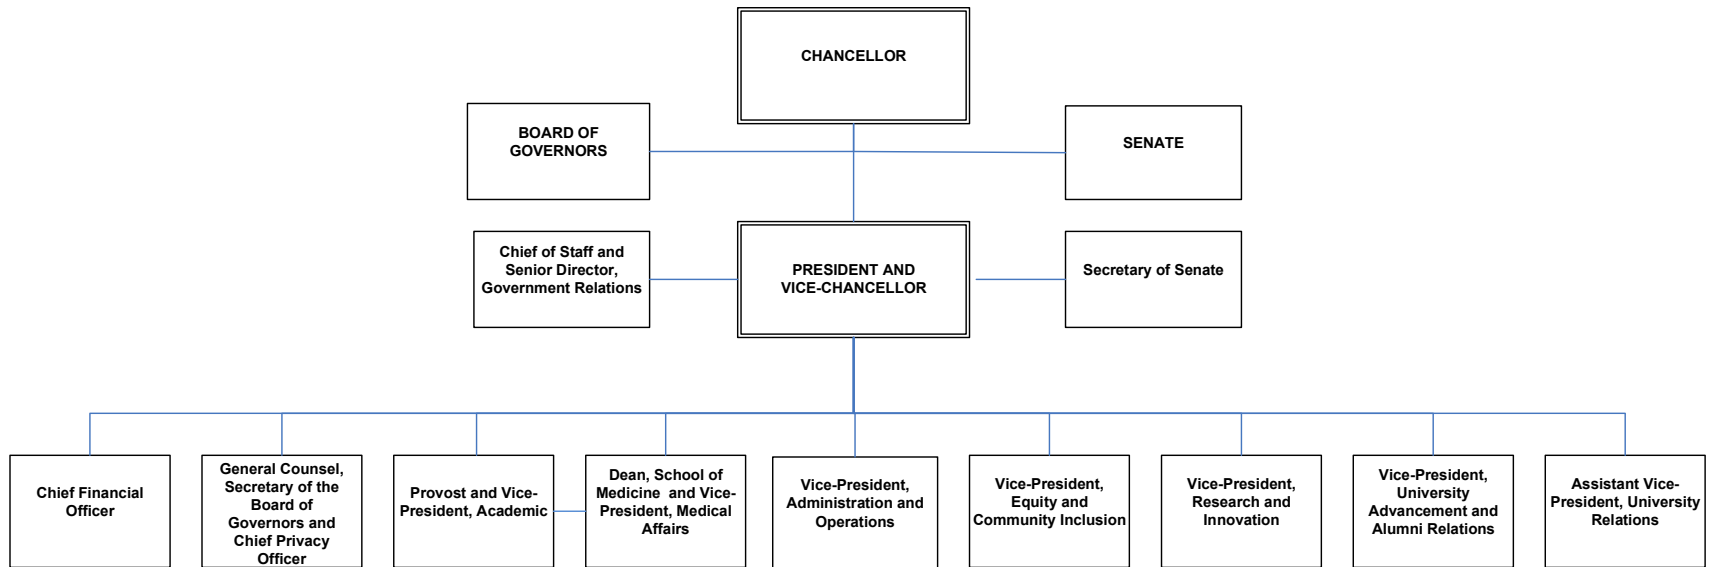 CHANCELLOR
BOARD OF
GOVERNORS
SENATE
Chief of Staff and
Senior Director,
Government Relations
PRESIDENT AND
VICE-CHANCELLOR
Secretary of Senate
Chief Financial
Officer
General Counsel,
Secretary of the
Board of
Governors and
Chief Privacy
Officer
Provost and Vice-
President, Academic
Dean, School of
Medicine and Vice-
President, Medical
Affairs
Vice-President,
Administration and
Operations
Vice-President,
Equity and
Community Inclusion
Vice-President,
Research and
Innovation
Vice-President,
University
Advancement and
Alumni Relations
Assistant Vice-
President, University
Relations